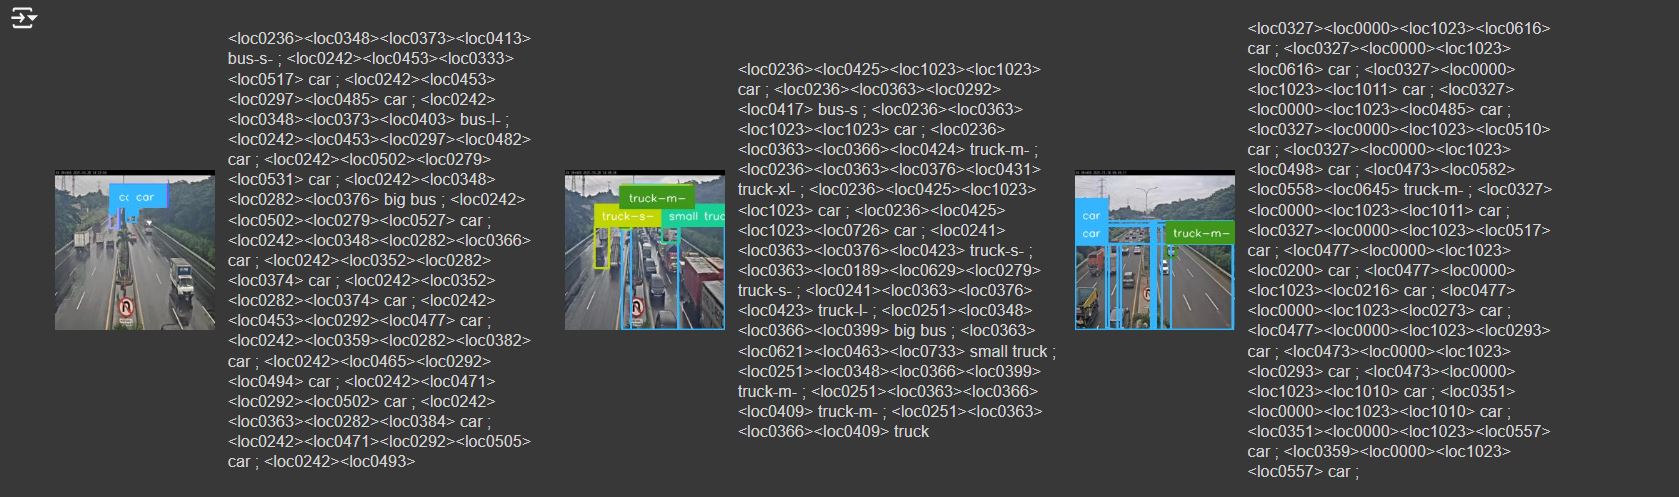 car
<loc0236><loc0348><loc0373><loc0413>
bus-s- ; <loc0242><loc0453><loc0333>
<loc0517> car ; <loc0242><loc0453>
<loc0297><loc0485> car ; <loc0242>
<loc0348><loc0373><loc0403> bus-l- ;
<loc0242><loc0453><loc0297><loc0482>
car ; <loc0242><loc0502><loc0279>
<loc0531> car ; <loc0242><loc0348>
<loc0282><loc0376> big bus ; <loc0242>
<loc0502><loc0279><loc0527> car ;
<loc0242><loc0348><loc0282><loc0366>
car ; <loc0242><loc0352><loc0282>
<loc0374> car ; <loc0242><loc0352>
<loc0282><loc0374> car ; <loc0242>
<loc0453><loc0292><loc0477> car ;
<loc0242><loc0359><loc0282><loc0382>
car ; <loc0242><loc0465><loc0292>
<loc0494> car ; <loc0242><loc0471>
<loc0292><loc0502> car ; <loc0242>
<loc0363><loc0282><loc0384> car ;
<loc0242><loc0471><loc0292><loc0505>
car ; <loc0242><loc0493>
truck-m-
truck-s-
small truc
<loc0236><loc0425><loc1023><loc1023>
car ; <loc0236><loc0363><loc0292>
<loc0417> bus-s ; <loc0236><loc0363>
<loc1023><loc1023> car ; <loc0236>
<loc0363><loc0366><loc0424> truck-m- ;
<loc0236><loc0363><loc0376><loc0431>
truck-xl- ; <loc0236><loc0425><loc1023>
<loc1023> car ; <loc0236><loc0425>
<loc1023><loc0726> car ; <loc0241>
<loc0363><loc0376><loc0423> truck-s- ;
<loc0363><loc0189><loc0629><loc0279>
truck-s- ; <loc0241><loc0363><loc0376>
<loc0423> truck-l- ; <loc0251><loc0348>
<loc0366><loc0399> big bus ; <loc0363>
<loc0621><loc0463><loc0733> small truck ;
<loc0251><loc0348><loc0366><loc0399>
truck-m- ; <loc0251><loc0363><loc0366>
<loc0409> truck-m- ; <loc0251><loc0363>
<loc0366><loc0409> truck
car
car
truck-m-
<loc0327><loc0000><loc1023><loc0616>
car ; <loc0327><loc0000><loc1023>
<loc0616> car ; <loc0327><loc0000>
<loc1023><loc1011> car ; <loc0327>
<loc0000><loc1023><loc0485> car ;
<loc0327><loc0000><loc1023><loc0510>
car ; <loc0327><loc0000><loc1023>
<loc0498> car ; <loc0473><loc0582>
<loc0558><loc0645> truck-m- ; <loc0327>
<loc0000><loc1023><loc1011> car ;
<loc0327><loc0000><loc1023><loc0517>
car ; <loc0477><loc0000><loc1023>
<loc0200> car ; <loc0477><loc0000>
<loc1023><loc0216> car ; <loc0477>
<loc0000><loc1023><loc0273> car ;
<loc0477><loc0000><loc1023><loc0293>
car ; <loc0473><loc0000><loc1023>
<loc0293> car ; <loc0473><loc0000>
<loc1023><loc1010> car ; <loc0351>
<loc0000><loc1023><loc1010> car ;
<loc0351><loc0000><loc1023><loc0557>
car ; <loc0359><loc0000><loc1023>
<loc0557> car ;